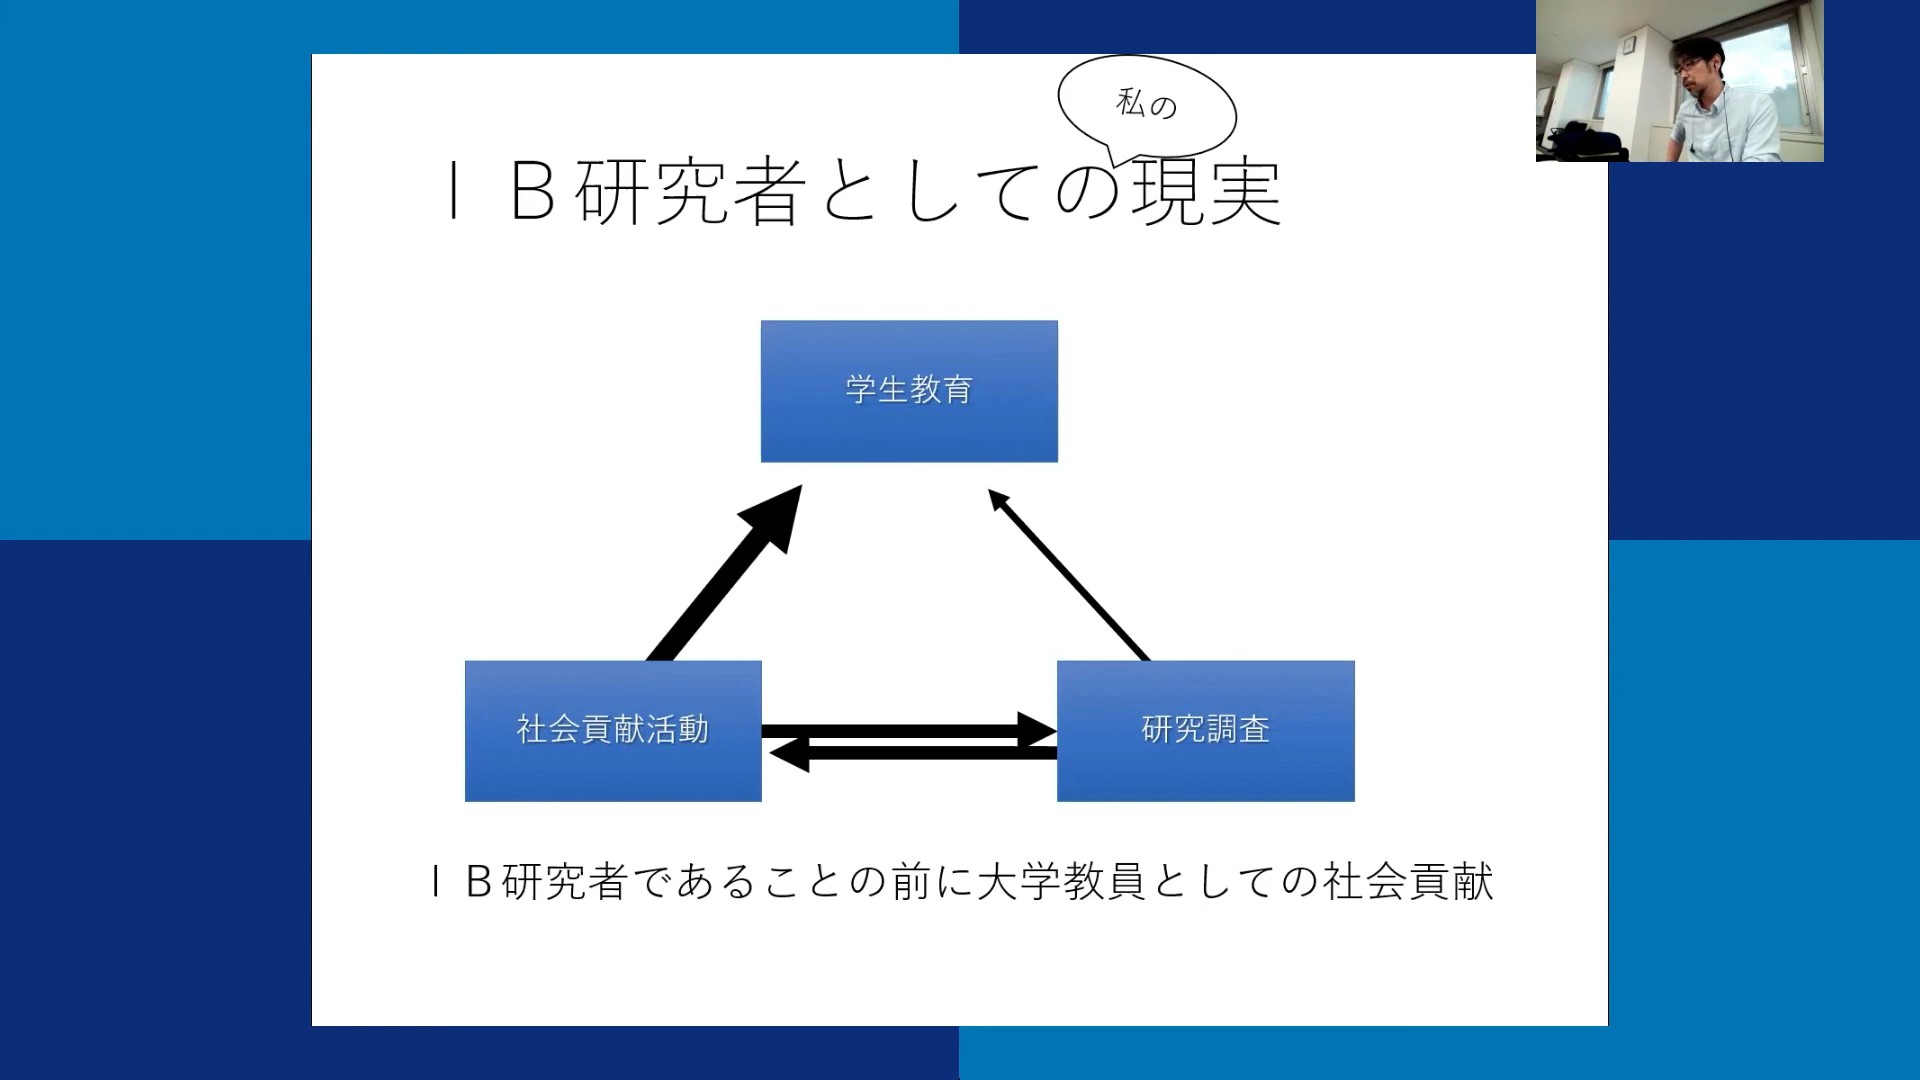 私の
ＩＢ研究者としての現実
学生教育
社会貢献活動
研究調査
ＩＢ研究者であることの前に大学教員としての社会貢献